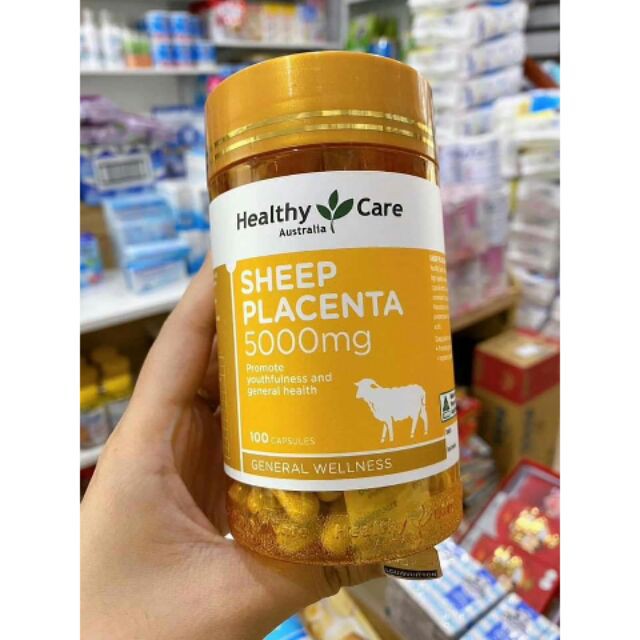 Healthy Care
Australia
SHEEP
PLACENTA
5000mg
Promote
youthfulness and
general health
100 CAPSULES
GENERAL WELLNESS